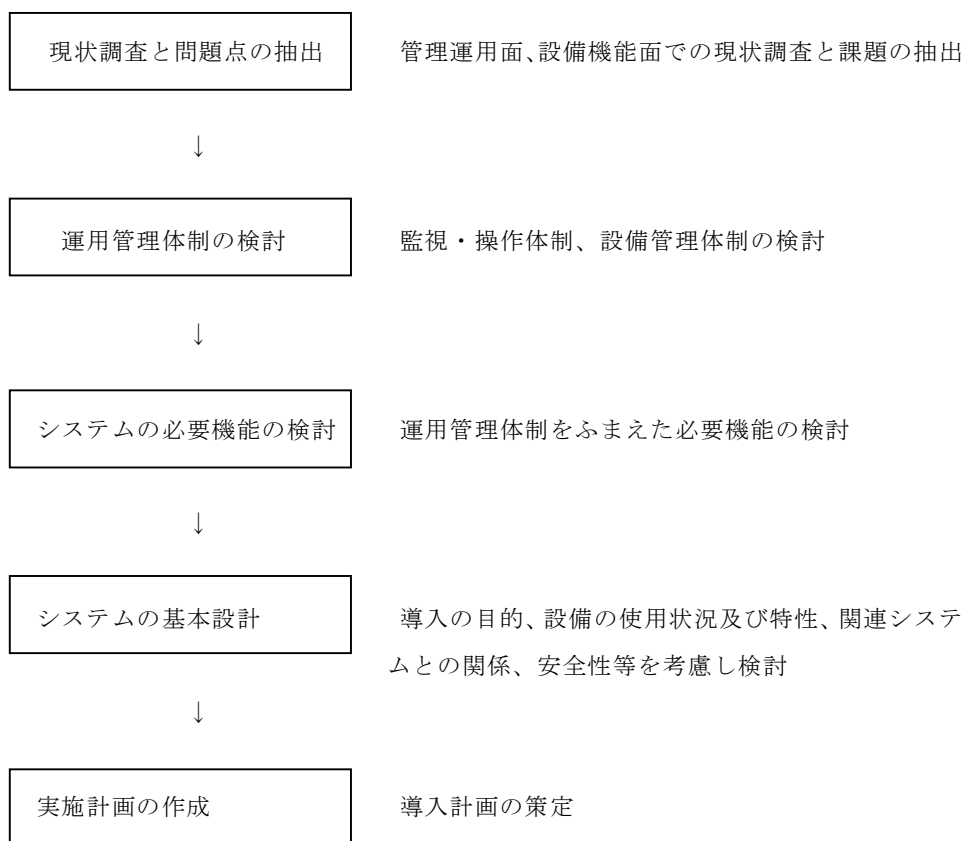 現状調査と問題点の抽出
管理運用面、設備機能面での現状調査と課題の抽出
↓
運用管理体制の検討
監視・操作体制、設備管理体制の検討
↓
システムの必要機能の検討
運用管理体制をふまえた必要機能の検討
↓
システムの基本設計
導入の目的、設備の使用状況及び特性、関連システ
ムとの関係、安全性等を考慮し検討
↓
実施計画の作成
導入計画の策定